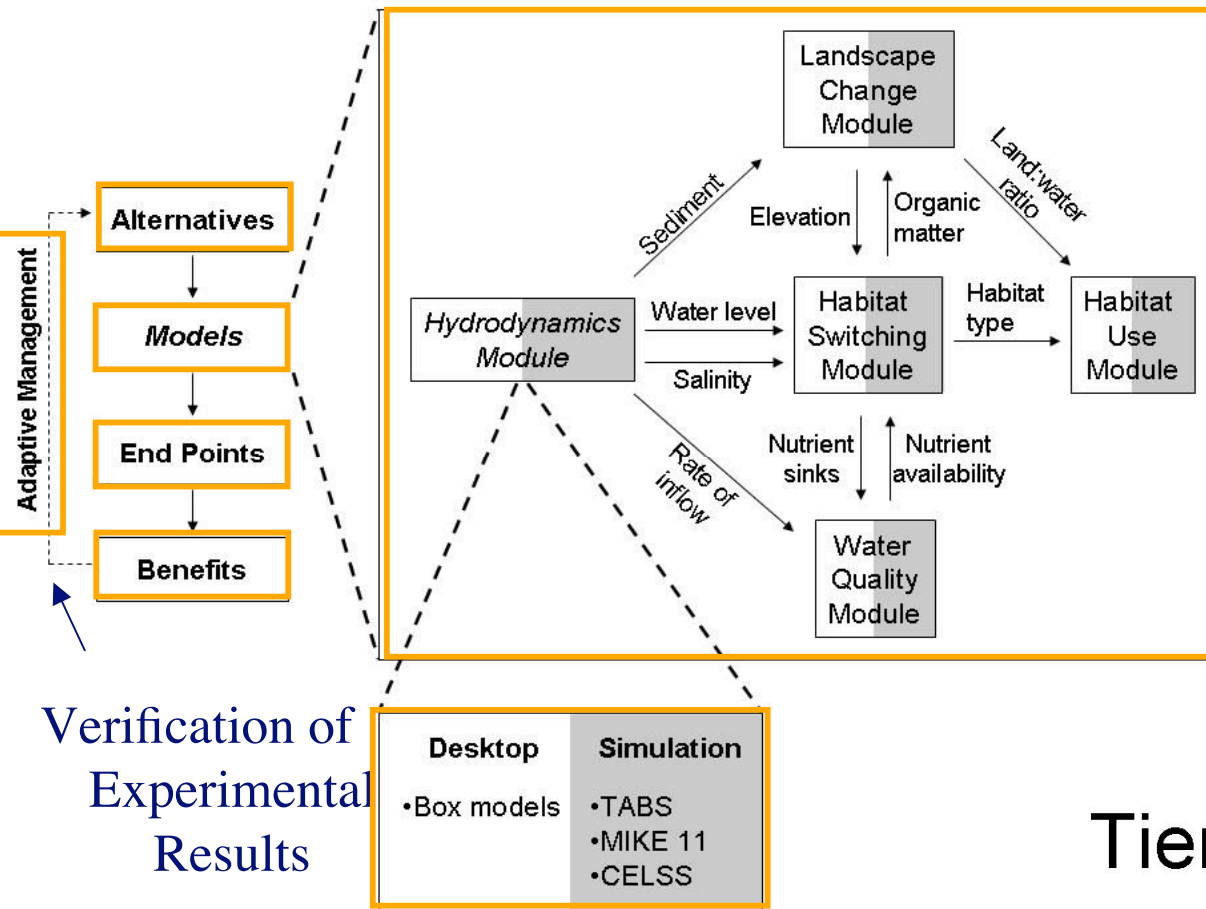 Adaptive Management
Alternatives
Models
End Points
Benefits
Verification of
Experimental
Results
Landscape
Change
Module
Sediment
Elevation
Organic
matter
Land:water
ratio
Hydrodynamics
Module
Water level
Salinity
Habitat
Switching
Module
Habitat
type
Habitat
Use
Module
Rate of
inflow
Nutrient
sinks
Nutrient
availability
Water
Quality
Module
Desktop
•Box models
Simulation
•TABS
•MIKE 11
•CELSS